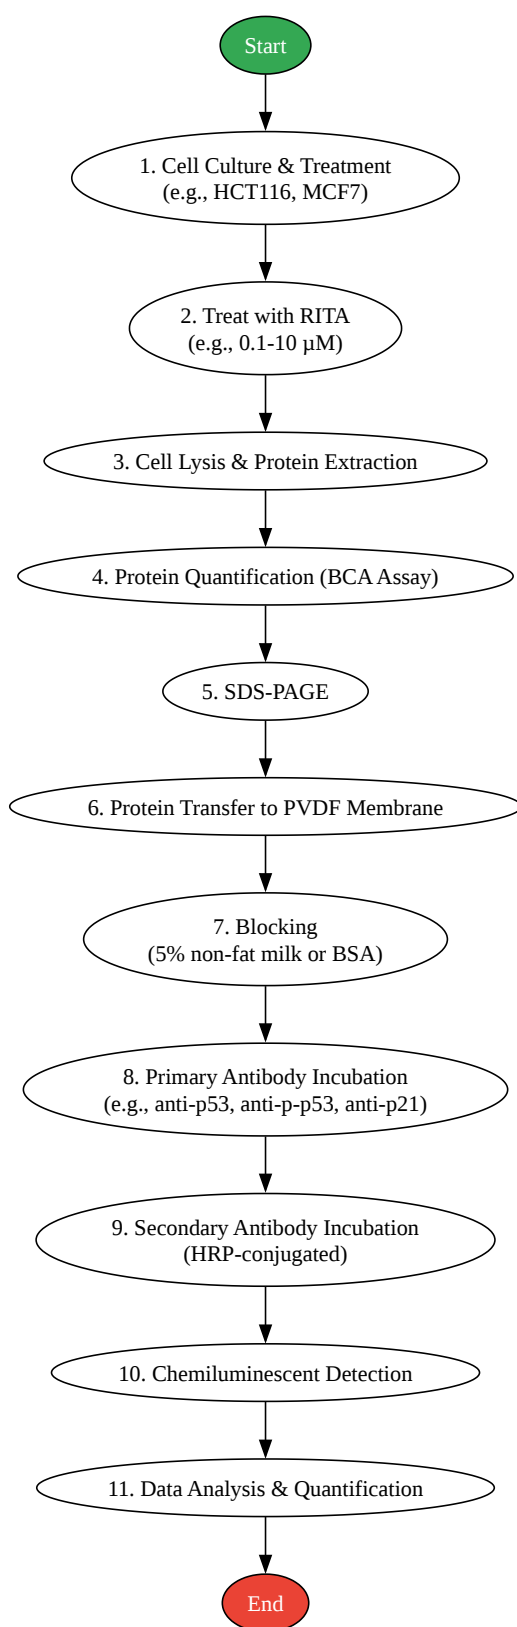 Start
1. Cell Culture & Treatment
(e.g., HCT116, MCF7)
2. Treat with RITA
(e.g., 0.1-10 µM)
3. Cell Lysis & Protein Extraction
4. Protein Quantification (BCA Assay)
5. SDS-PAGE
6. Protein Transfer to PVDF Membrane
7. Blocking
(5% non-fat milk or BSA)
8. Primary Antibody Incubation
(e.g., anti-p53, anti-p-p53, anti-p21)
9. Secondary Antibody Incubation
(HRP-conjugated)
10. Chemiluminescent Detection
11. Data Analysis & Quantification
End